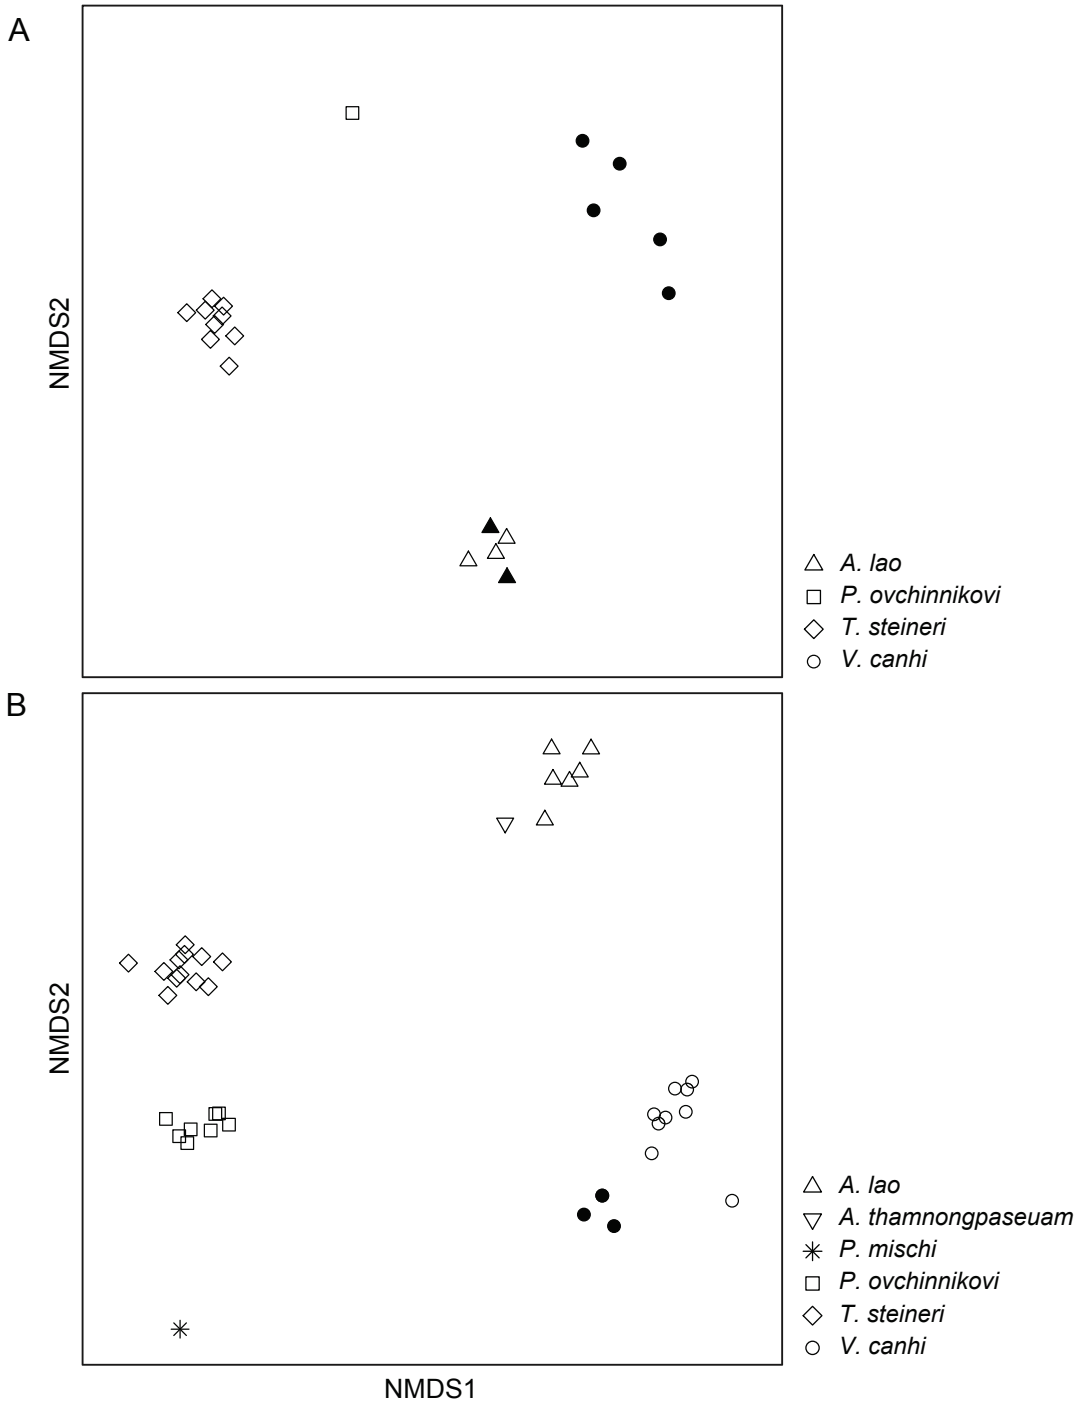 A
NMDS2
A. lao
P. ovchinnikovi
T. steineri
V. canhi
B
NMDS2
A. lao
A. thamnongpaseuam
P. mischi
P. ovchinnikovi
T. steineri
V. canhi
NMDS1